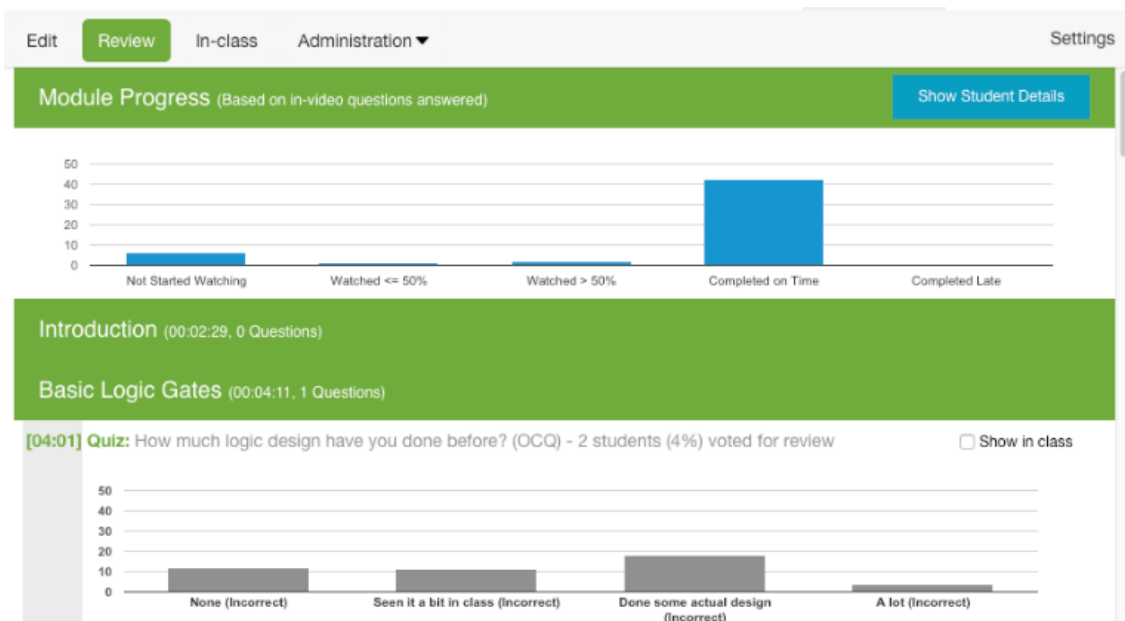 Edit Review In-class Administration ▼ Settings
Module Progress (Based on in-video questions answered) Show Student Details
50
40
30
20
10
0
Not Started Watching Watched <= 50% Watched > 50% Completed on Time Completed Late
Introduction (00:02:29, 0 Questions)
Basic Logic Gates (00:04:11, 1 Questions)
[04:01] Quiz: How much logic design have you done before? (OCQ) - 2 students (4%) voted for review Show in class
50
40
30
20
10
0
None (Incorrect) Seen it a bit in class (Incorrect) Done some actual design A lot (Incorrect)
(Incorrect)